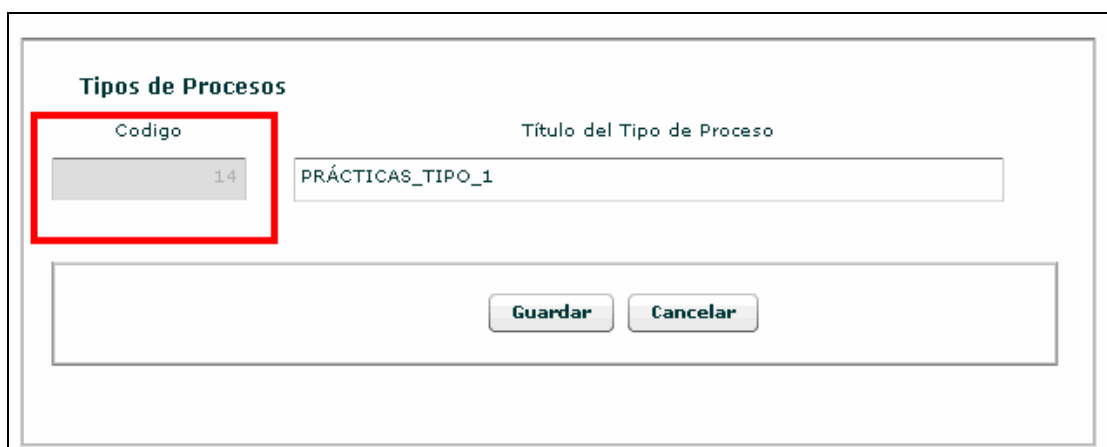 Tipos de Procesos
Codigo
Título del Tipo de Proceso
14
PRÁCTICAS_TIPO_1
Guardar
Cancelar